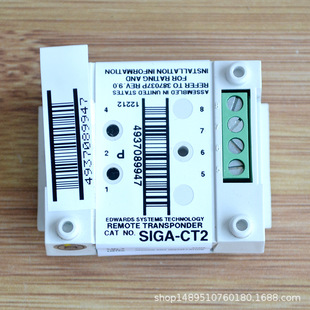 ASSEMBLED IN UNITED STATES
REFER TO 387037P REV 9.0
FOR RATING AND
INSTALLATION INFORMATION
12212
4937089947
4937089947
4
3
2
1
P
8
7
6
5
EDWARDS SYSTEMS TECHNOLOGY
REMOTE TRANSPONDER
CAT NO. SIGA-CT2
shop1489510760180.1688.com